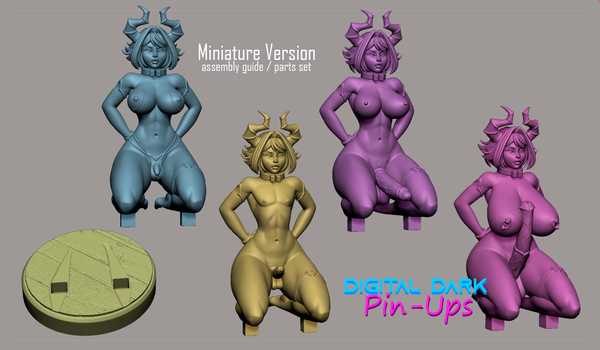 Miniature Version
assembly guide / parts set
DIGITAL DARK
Pin-Ups